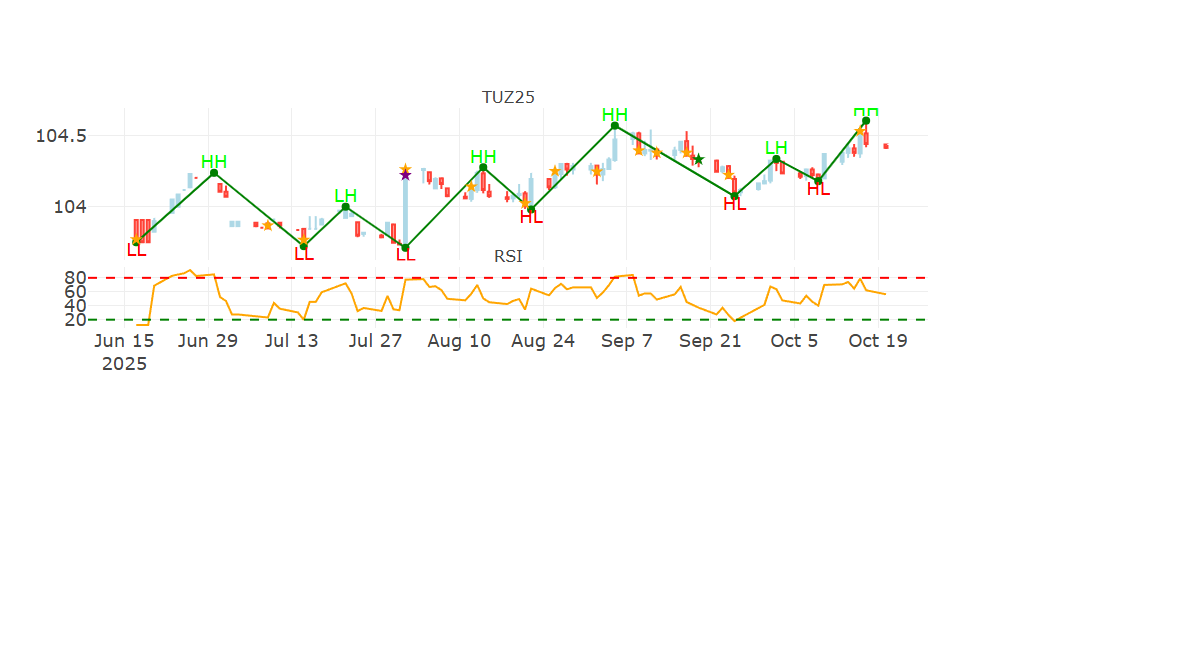 TUZ25
104.5
HH
HH
HH
LH
LH
104
HL
HL
HL
LL
LL
LL
RSI
80
60
40
20
Jun 15 Jun 29 Jul 13 Jul 27 Aug 10 Aug 24 Sep 7 Sep 21 Oct 5 Oct 19
2025